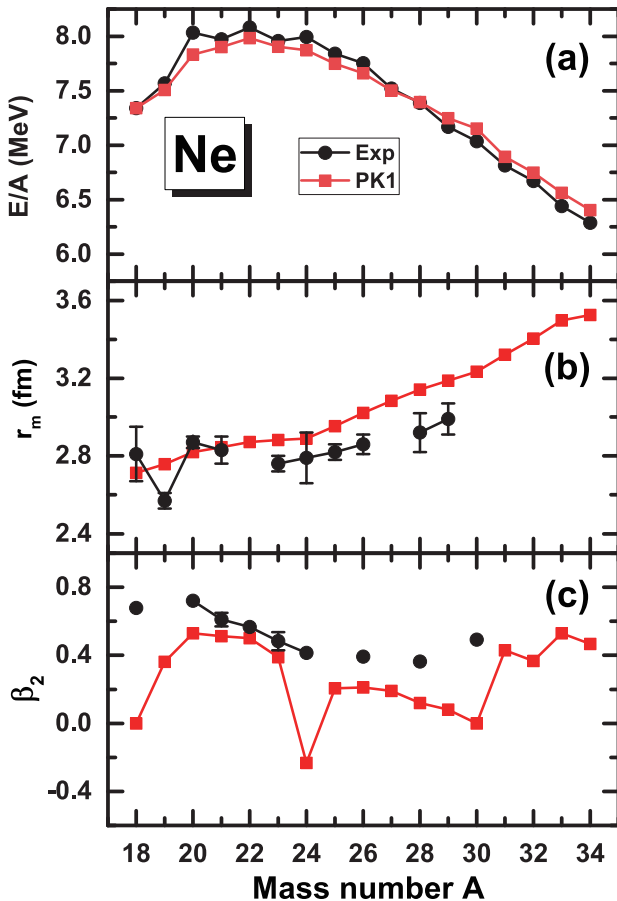 8.0
7.5
7.0
6.5
6.0
E/A (MeV)
(a)
Ne
Exp
PK1
3.6
3.2
2.8
2.4
r_m (fm)
(b)
0.8
0.4
0.0
-0.4
β_2
(c)
18 20 22 24 26 28 30 32 34
Mass number A